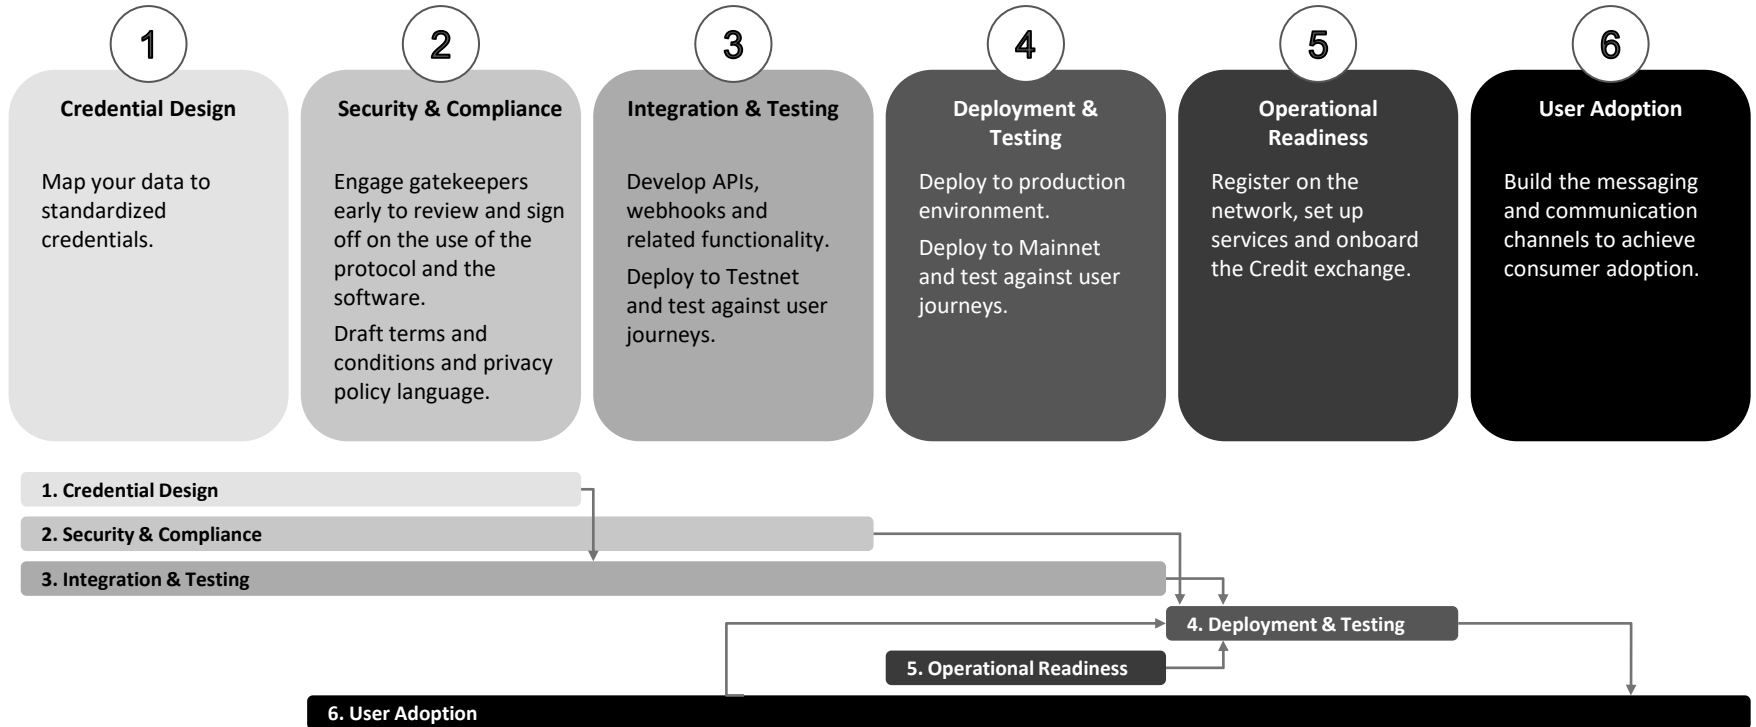 1
Credential Design
Map your data to
standardized
credentials.
2
Security & Compliance
Engage gatekeepers
early to review and sign
off on the use of the
protocol and the
software.
Draft terms and
conditions and privacy
policy language.
3
Integration & Testing
Develop APIs,
webhooks and
related functionality.
Deploy to Testnet
and test against user
journeys.
4
Deployment &
Testing
Deploy to production
environment.
Deploy to Mainnet
and test against user
journeys.
5
Operational
Readiness
Register on the
network, set up
services and onboard
the Credit exchange.
6
User Adoption
Build the messaging
and communication
channels to achieve
consumer adoption.
1. Credential Design
2. Security & Compliance
3. Integration & Testing
4. Deployment & Testing
5. Operational Readiness
6. User Adoption